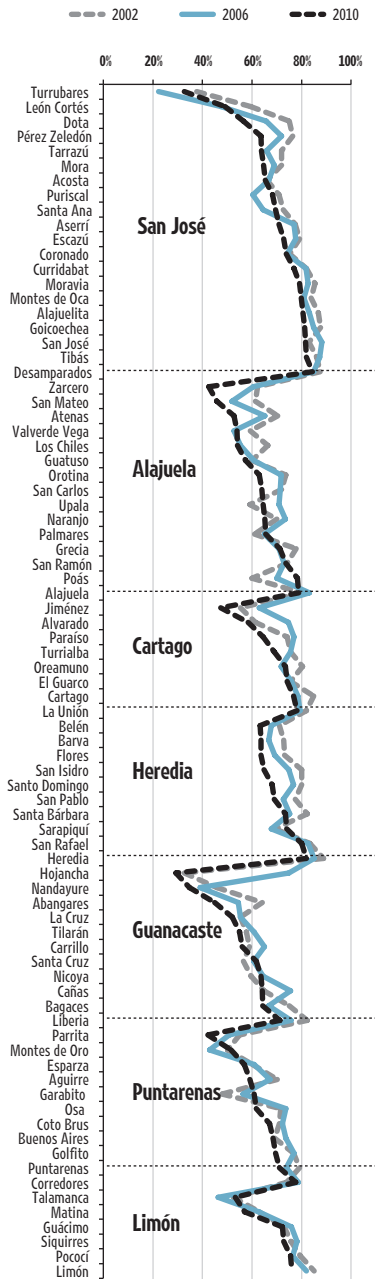 2002 2006 2010
0% 20% 40% 60% 80% 100%
Turrubares
León Cortés
Dota
Pérez Zeledón
Tarrazú
Mora
Acosta
Puriscal
Santa Ana
Aserrí
San José
Escazú
Coronado
Curridabat
Moravia
Montes de Oca
Alajuelita
Goicoechea
San José
Tibás
Desamparados
Zarcero
San Mateo
Atenas
Valverde Vega
Los Chiles
Guatuso
Alajuela
Orotina
San Carlos
Upala
Naranjo
Palmares
Grecia
San Ramón
Poás
Alajuela
Jiménez
Alvarado
Paraíso
Cartago
Turrialba
Oreamuno
El Guarco
Cartago
La Unión
Belén
Barva
Flores
Heredia
San Isidro
Santo Domingo
San Pablo
Santa Bárbara
Sarapiquí
San Rafael
Heredia
Hojancha
Nandayure
Abangares
La Cruz
Guanacaste
Tilarán
Carrillo
Santa Cruz
Nicoya
Cañas
Bagaces
Liberia
Parrita
Montes de Oro
Esparza
Aguirre
Puntarenas
Garabito
Osa
Coto Brus
Buenos Aires
Golfito
Puntarenas
Corredores
Talamanca
Matina
Guácimo
Limón
Siquirres
Pococí
Limón